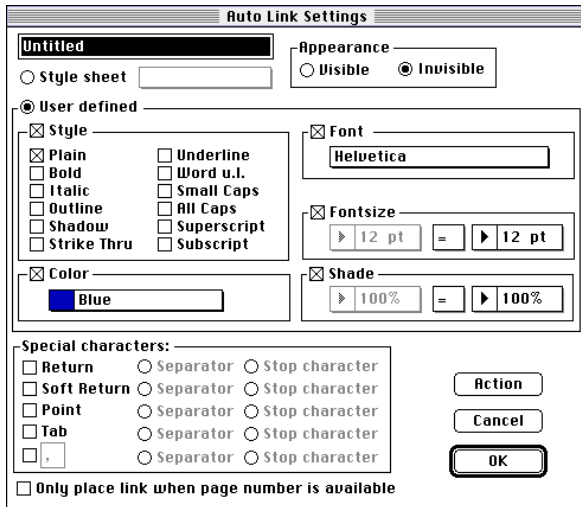 Auto Link Settings
Untitled
Appearance
Style sheet
Visible Invisible
User defined
Style
Font
Plain Underline
Helvetica
Bold Word u.l.
Italic Small Caps
Outline All Caps
Fontsize
Shadow Superscript
12 pt = 12 pt
Strike Thru Subscript
Color
Shade
Blue
100% = 100%
Special characters:
Return Separator Stop character
Soft Return Separator Stop character
Action
Point Separator Stop character
Cancel
Tab Separator Stop character
, Separator Stop character
OK
Only place link when page number is available